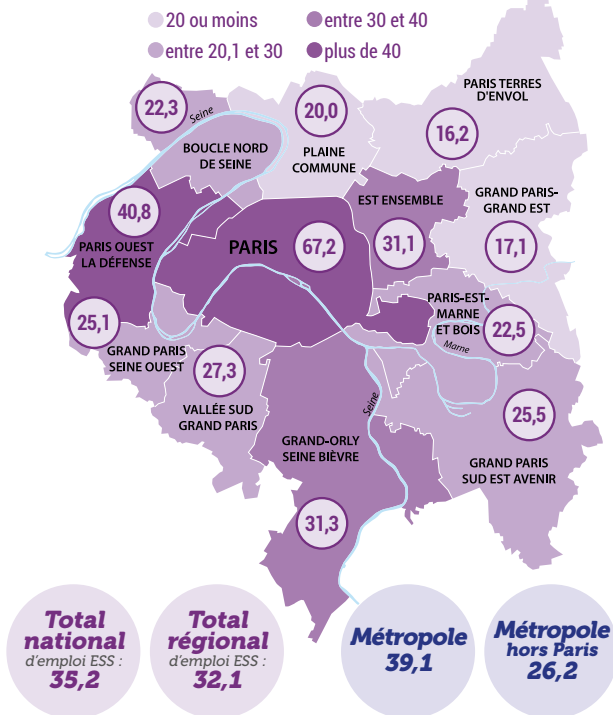 20 ou moins
entre 30 et 40
entre 20,1 et 30
plus de 40
22,3
Seine
BOUCLE NORD
DE SEINE
20,0
PLAINE
COMMUNE
PARIS TERRES
D'ENVOL
16,2
40,8
PARIS OUEST
LA DÉFENSE
PARIS
67,2
EST ENSEMBLE
31,1
GRAND PARIS-
GRAND EST
17,1
25,1
GRAND PARIS
SEINE OUEST
27,3
VALLÉE SUD
GRAND PARIS
PARIS-EST-
MARNE
ET BOIS
22,5
Marne
Seine
GRAND-ORLY
SEINE BIÈVRE
31,3
25,5
GRAND PARIS
SUD EST AVENIR
Total
national
d'emploi ESS :
35,2
Total
régional
d'emploi ESS :
32,1
Métropole
39,1
Métropole
hors Paris
26,2